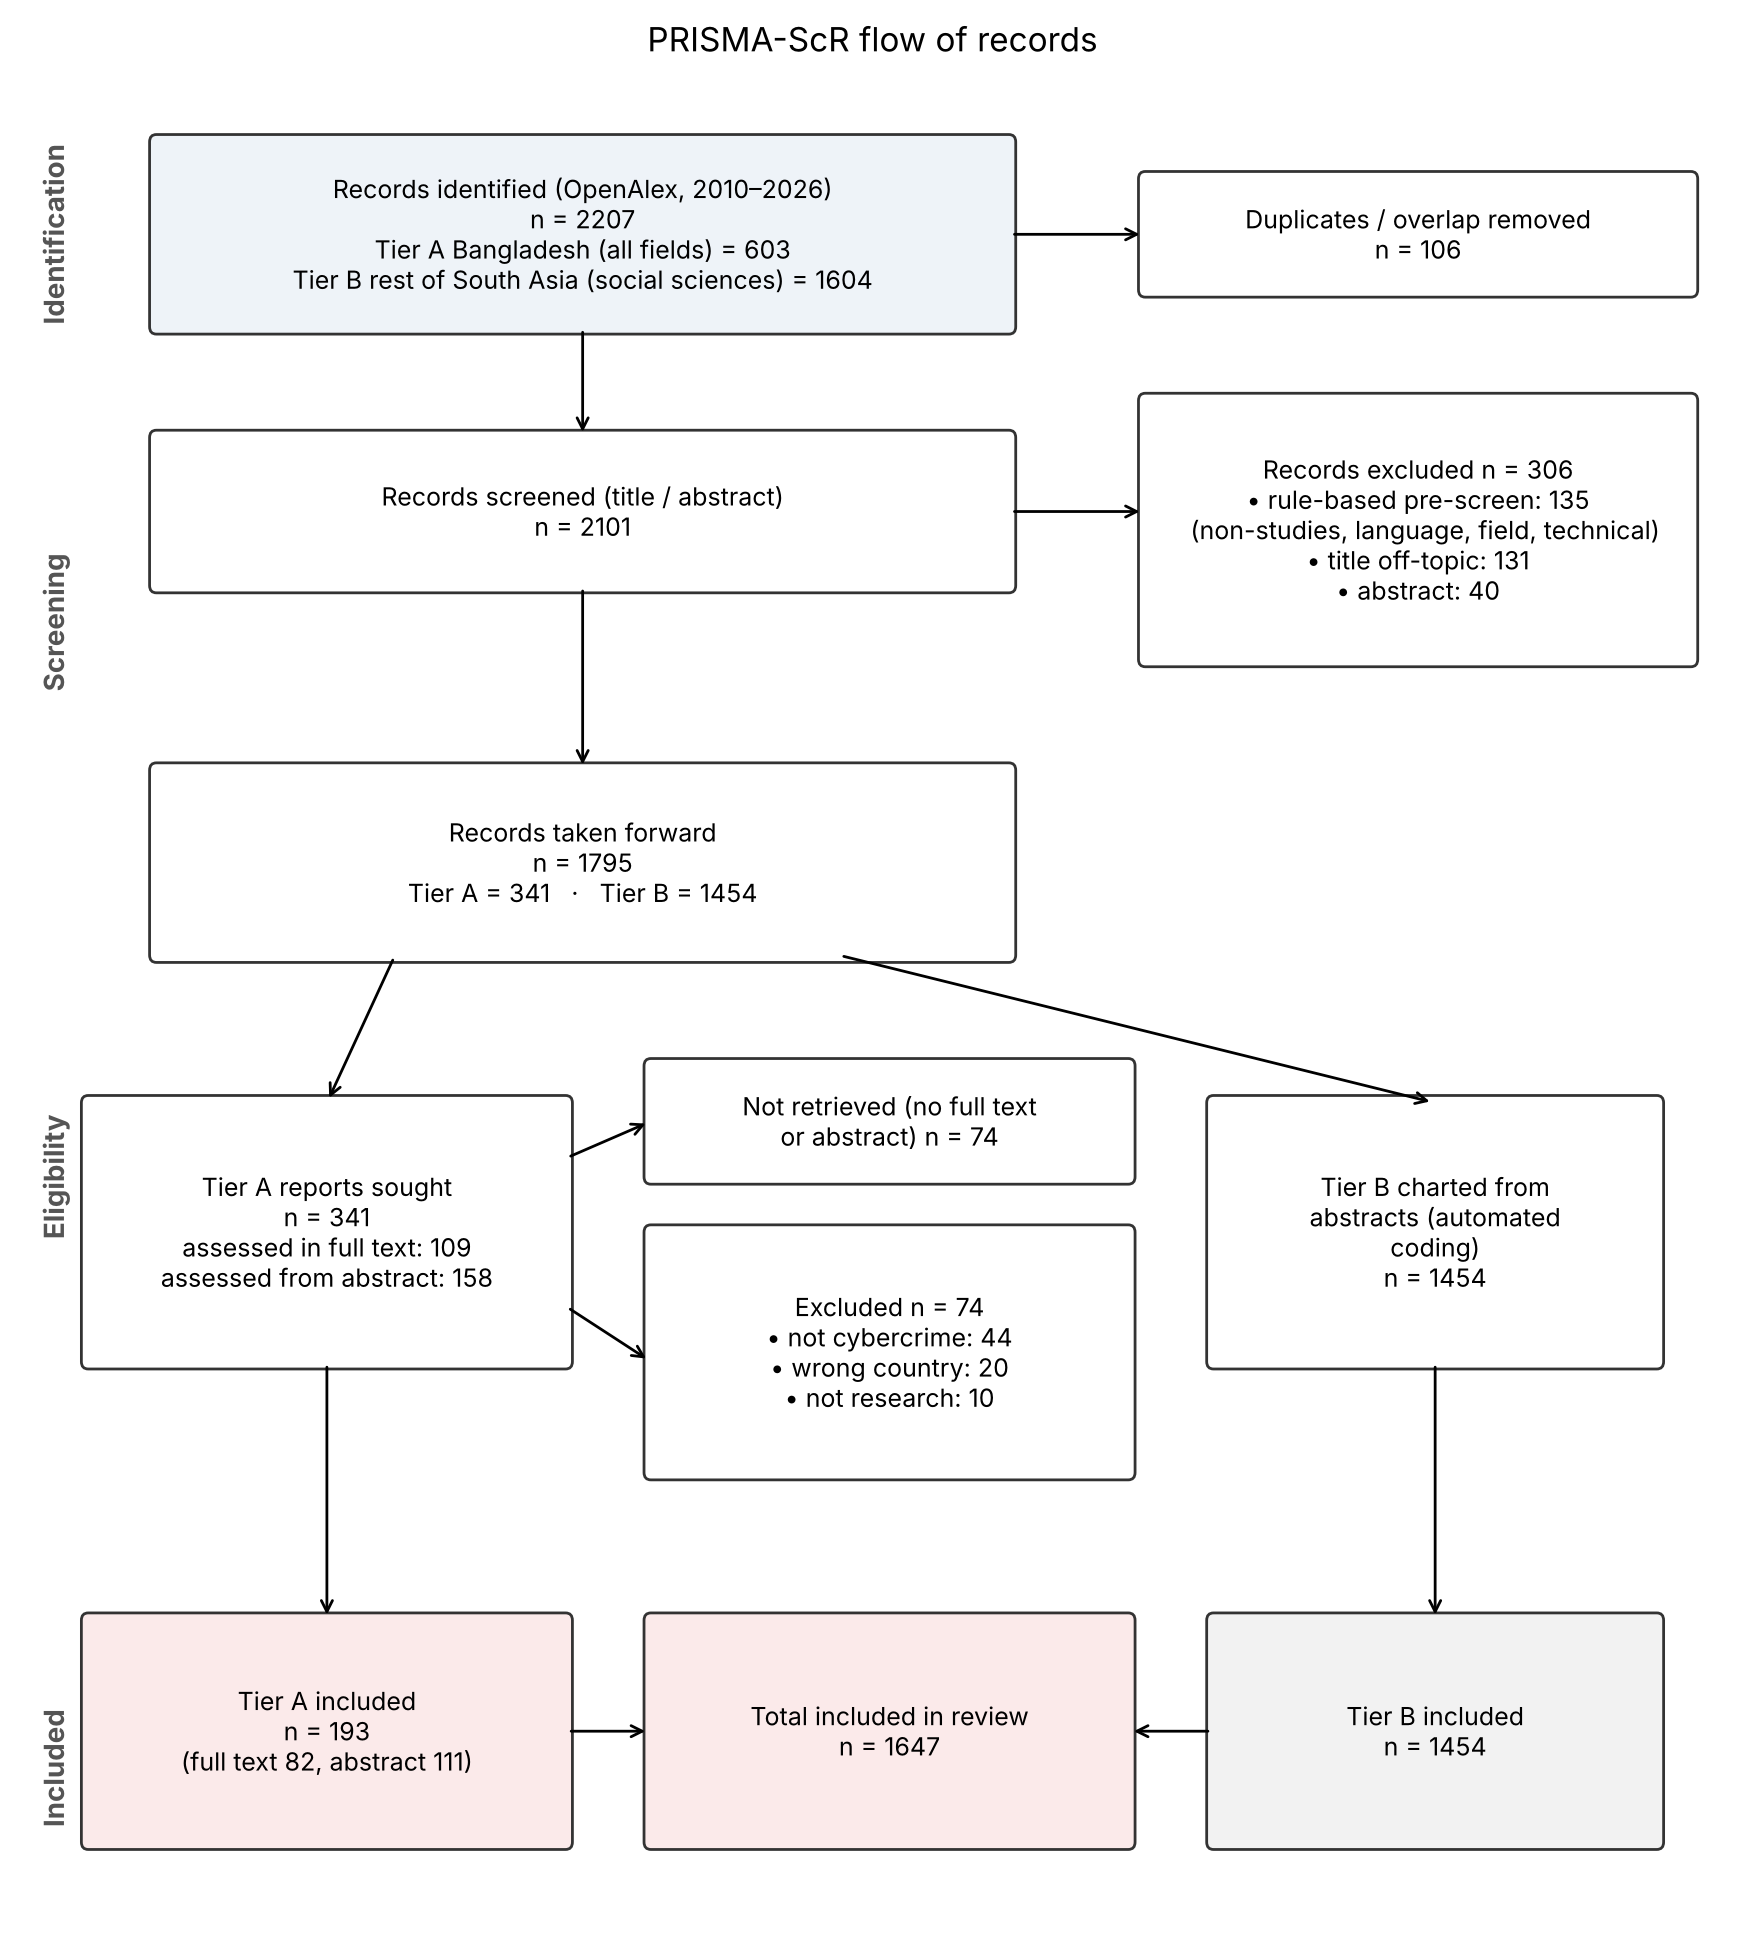 PRISMA-ScR flow of records
Identification
Records identified (OpenAlex, 2010–2026)
n = 2207
Tier A Bangladesh (all fields) = 603
Tier B rest of South Asia (social sciences) = 1604
Duplicates / overlap removed
n = 106
Screening
Records screened (title / abstract)
n = 2101
Records excluded n = 306
• rule-based pre-screen: 135
(non-studies, language, field, technical)
• title off-topic: 131
• abstract: 40
Records taken forward
n = 1795
Tier A = 341 · Tier B = 1454
Eligibility
Tier A reports sought
n = 341
assessed in full text: 109
assessed from abstract: 158
Not retrieved (no full text
or abstract) n = 74
Excluded n = 74
• not cybercrime: 44
• wrong country: 20
• not research: 10
Tier B charted from
abstracts (automated
coding)
n = 1454
Included
Tier A included
n = 193
(full text 82, abstract 111)
Total included in review
n = 1647
Tier B included
n = 1454